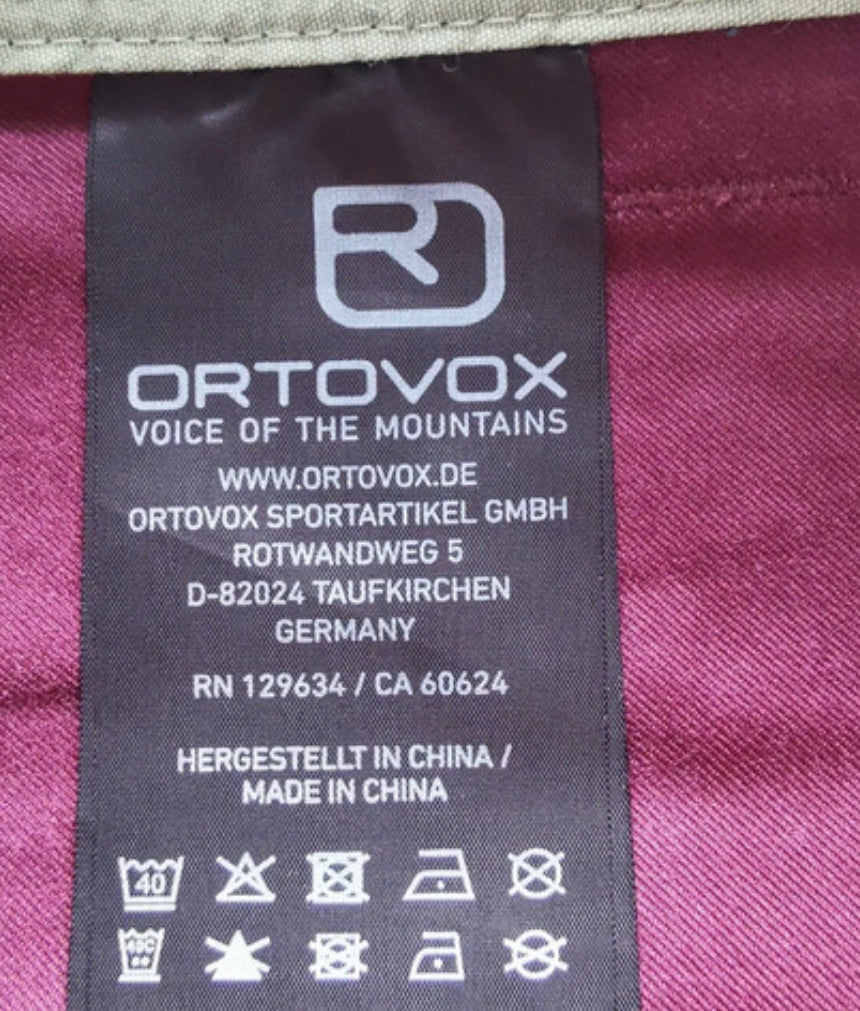 ORTOVOX
VOICE OF THE MOUNTAINS
WWW.ORTOVOX.DE
ORTOVOX SPORTARTIKEL GMBH
ROTWANDWEG 5
D-82024 TAUFKIRCHEN
GERMANY
RN 129634 / CA 60624
HERGESTELLT IN CHINA /
MADE IN CHINA
40